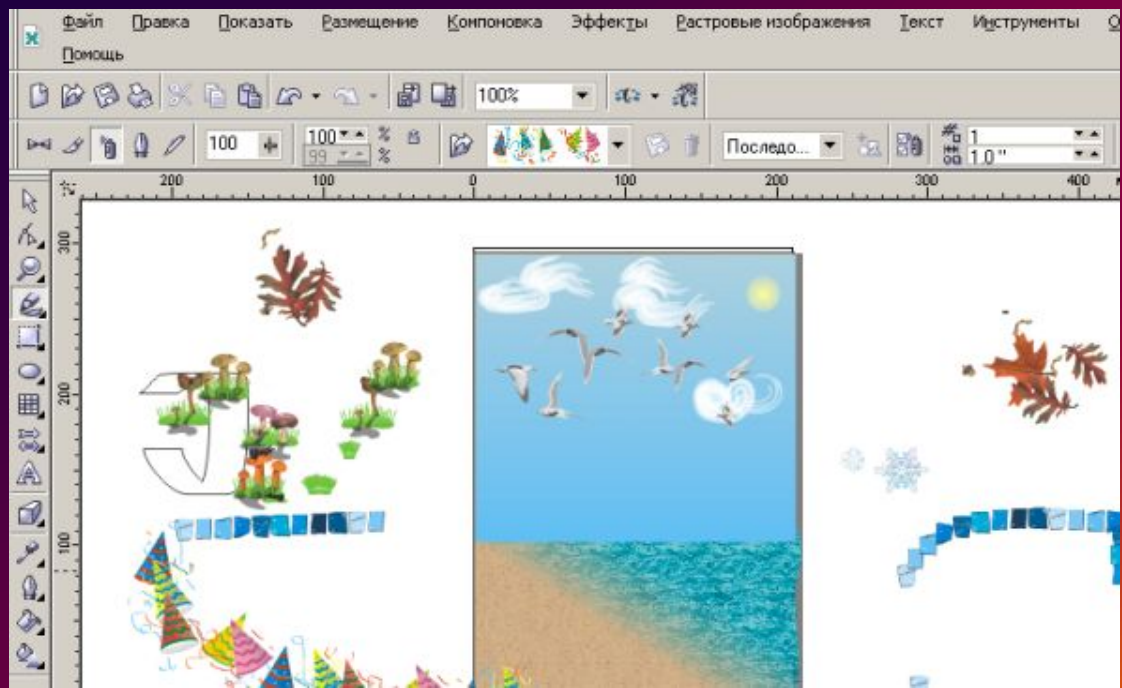 Файл Правка Показать Размещение Компоновка Эффекты Растровые изображения Текст Инструменты О
Помощь
100%
100 100 % 99 % Последо... 1 1.0 "
200 100 0 100 200 300 400
300
200
100